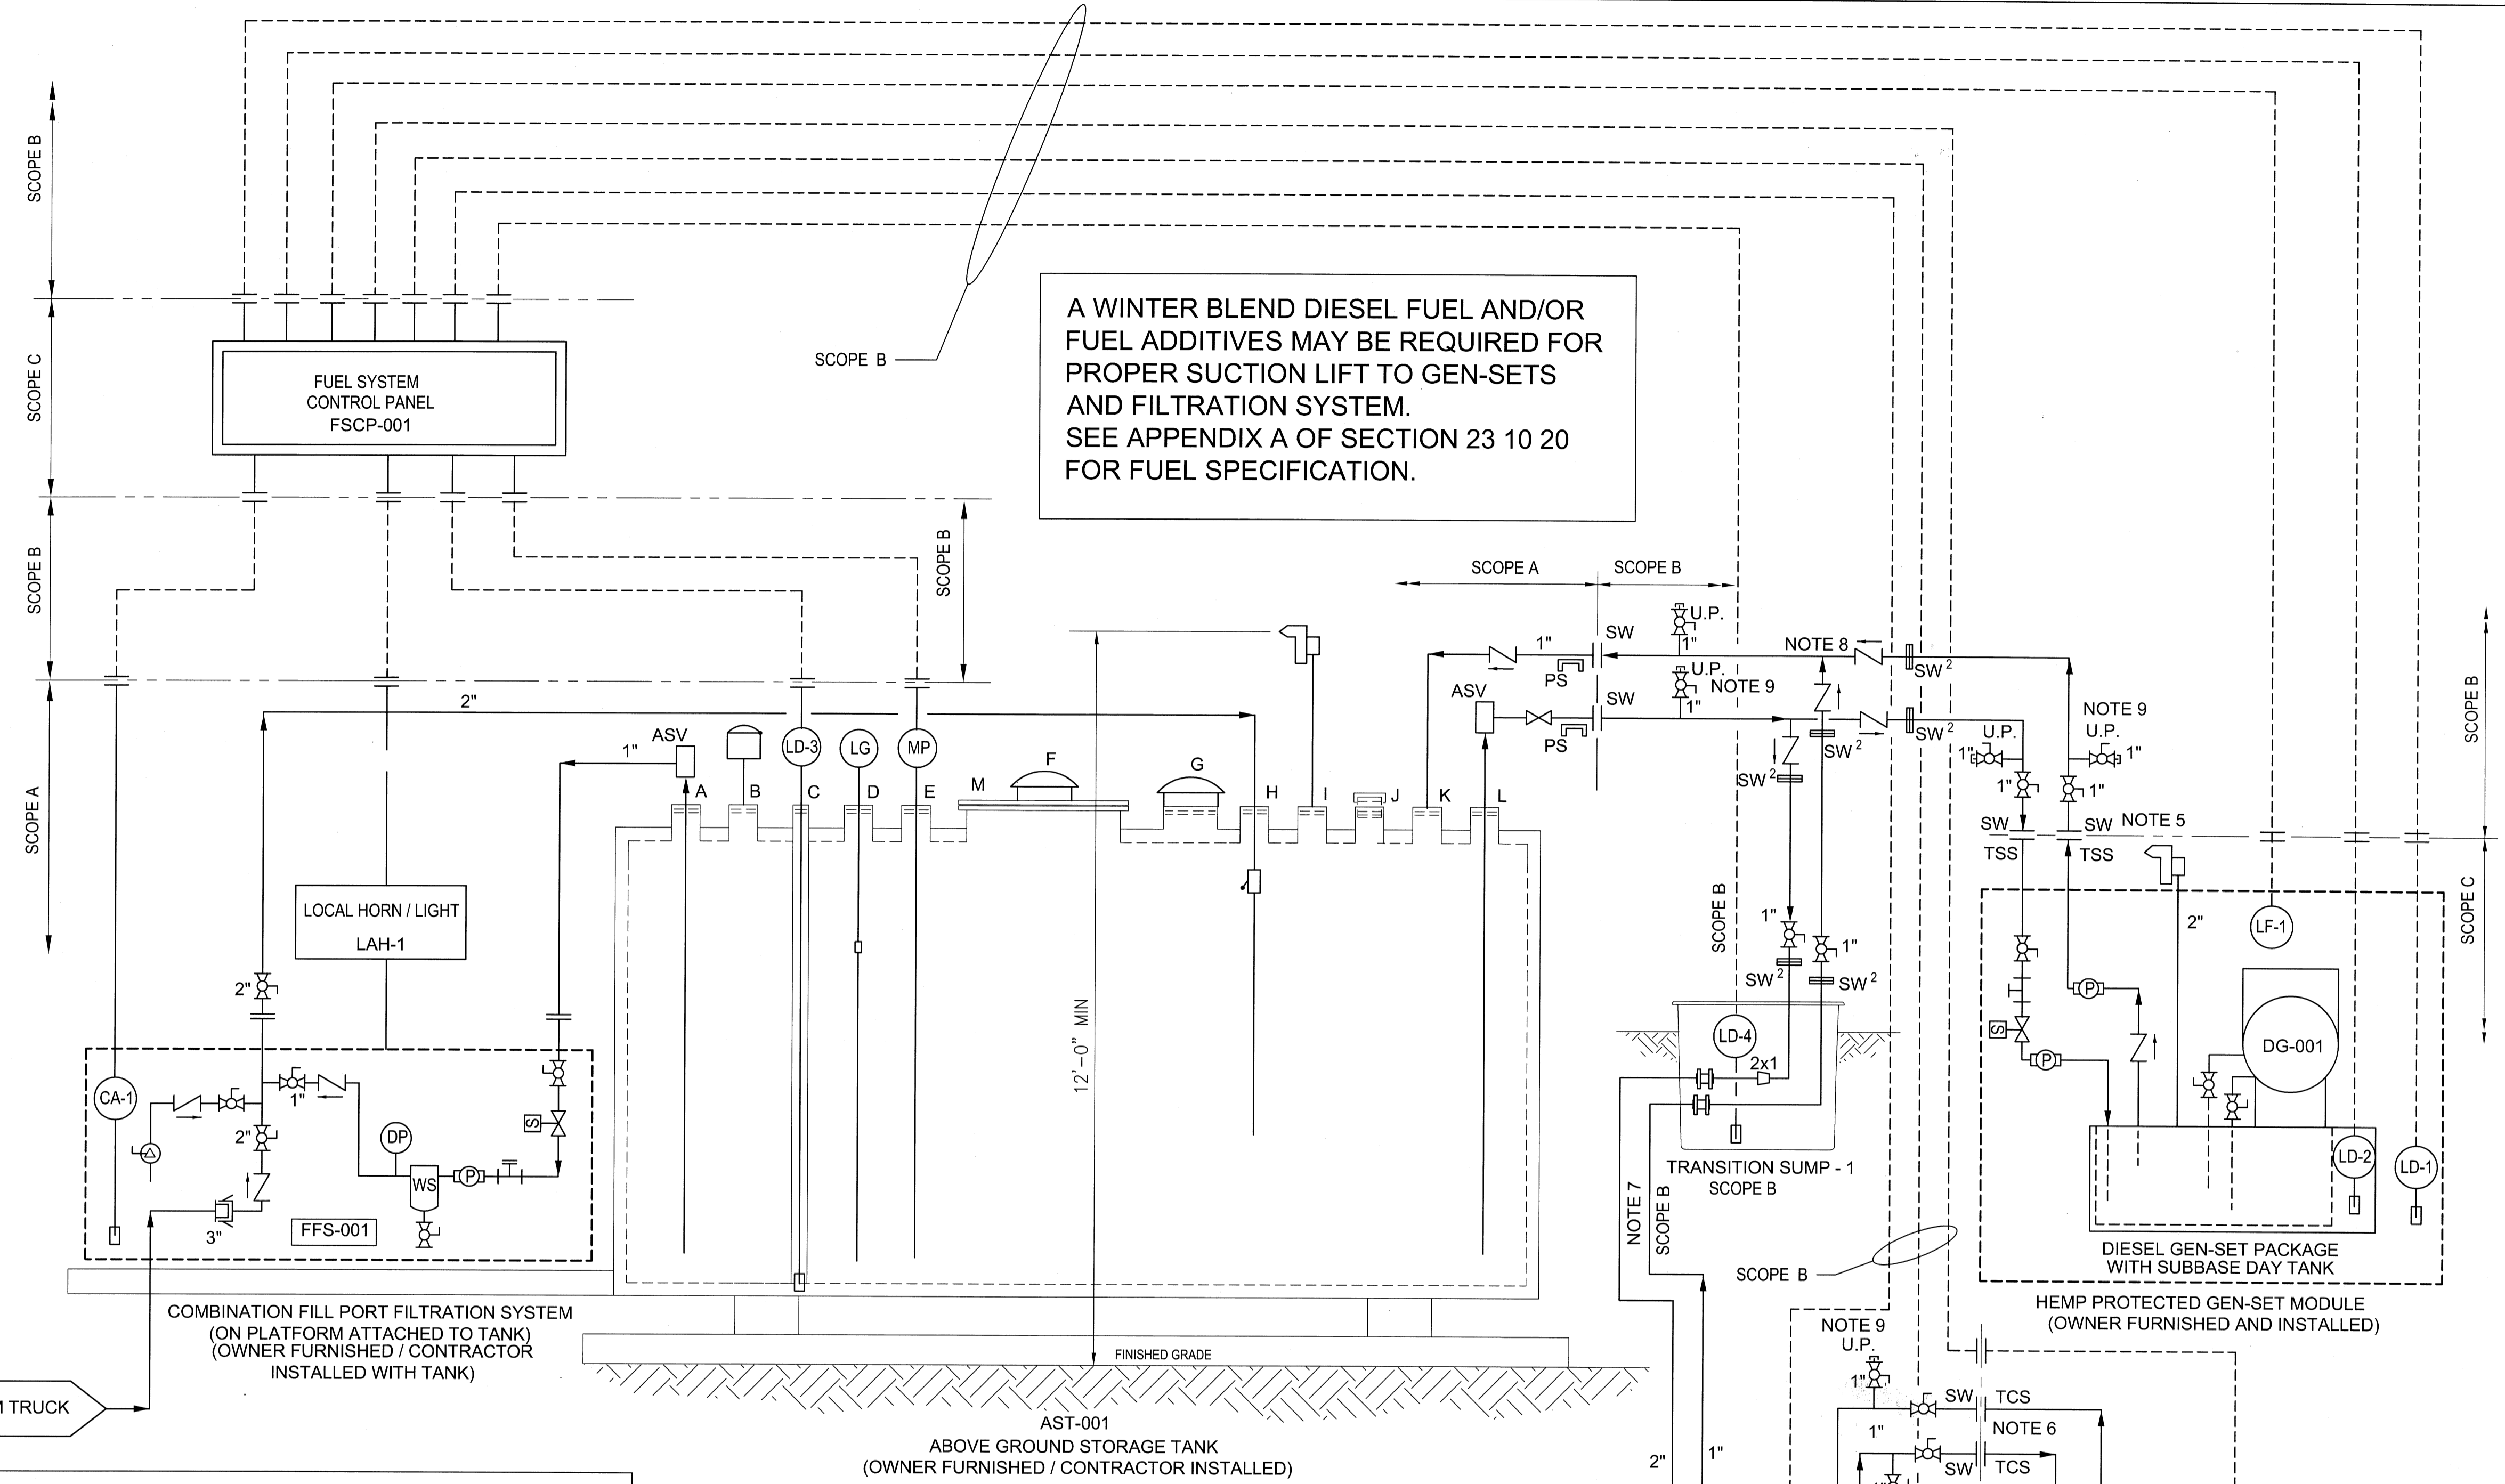 SCOPE B
SCOPE C
SCOPE B
SCOPE A
FUEL SYSTEM
CONTROL PANEL
FSCP-001
SCOPE B
A WINTER BLEND DIESEL FUEL AND/OR
FUEL ADDITIVES MAY BE REQUIRED FOR
PROPER SUCTION LIFT TO GEN-SETS
AND FILTRATION SYSTEM.
SEE APPENDIX A OF SECTION 23 10 20
FOR FUEL SPECIFICATION.
SCOPE B
SCOPE A
SCOPE B
U.P.
1"
SW
1"
PS
NOTE 8
SW 2
U.P.
NOTE 9
1"
SW
ASV
PS
SW 2
SW 2
SW 2
NOTE 9
U.P.
U.P.
1"
1"
1"
1"
SW
SW
NOTE 5
TSS
TSS
SCOPE B
SCOPE C
2"
ASV
1"
LD-3
LG
MP
A
B
C
D
E
M
F
G
H
I
J
K
L
LOCAL HORN / LIGHT
LAH-1
2"
CA-1
1"
2"
DP
WS
P
S
3"
FFS-001
12'-0" MIN
SCOPE B
1"
1"
SW 2
SW 2
LD-4
2x1
TRANSITION SUMP - 1
SCOPE B
NOTE 7
SCOPE B
2"
1"
LF-1
2"
P
S
P
DG-001
LD-2
LD-1
DIESEL GEN-SET PACKAGE
WITH SUBBASE DAY TANK
HEMP PROTECTED GEN-SET MODULE
(OWNER FURNISHED AND INSTALLED)
SCOPE B
NOTE 9
U.P.
1"
SW
TCS
1"
NOTE 6
SW
TCS
COMBINATION FILL PORT FILTRATION SYSTEM
(ON PLATFORM ATTACHED TO TANK)
(OWNER FURNISHED / CONTRACTOR
INSTALLED WITH TANK)
TRUCK
FINISHED GRADE
AST-001
ABOVE GROUND STORAGE TANK
(OWNER FURNISHED / CONTRACTOR INSTALLED)